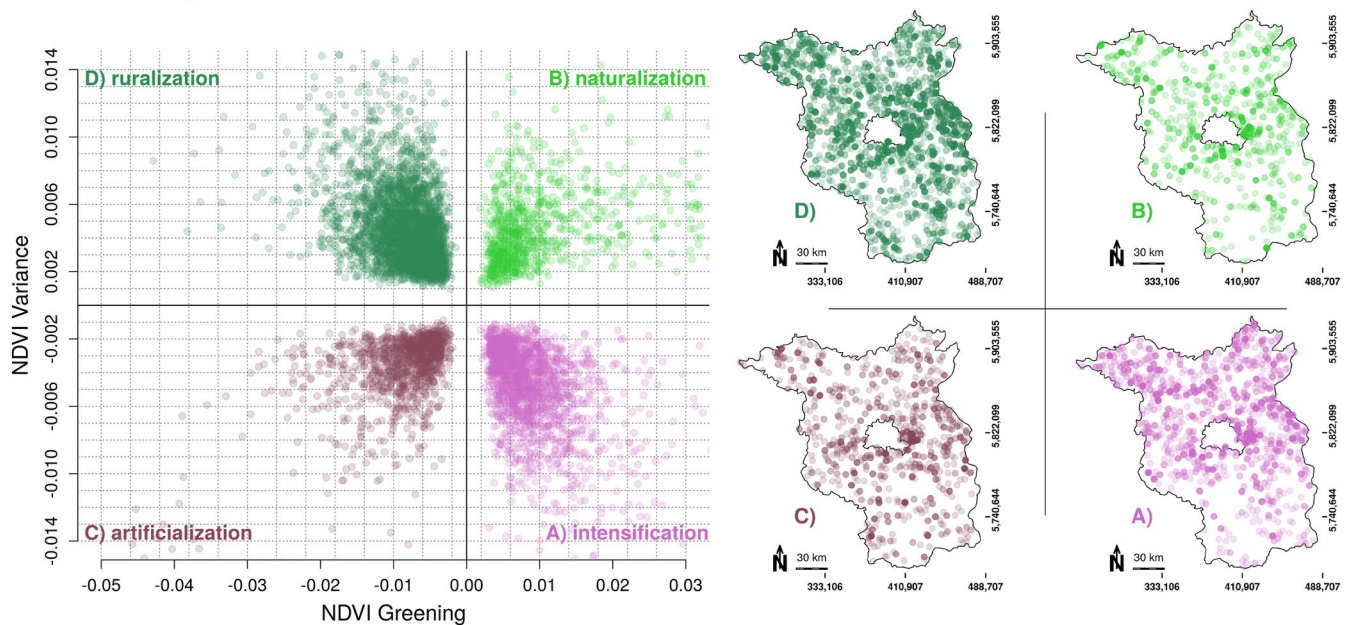 D) ruralization
B) naturalization
C) artificialization
A) intensification
0.014
0.010
0.006
0.002
-0.002
-0.006
-0.010
-0.014
NDVI Variance
-0.05
-0.04
-0.03
-0.02
-0.01
0.00
0.01
0.02
0.03
NDVI Greening
D)
N
30 km
333,106
410,907
488,707
5,903,555
5,822,099
5,740,644
B)
N
30 km
333,106
410,907
488,707
5,903,555
5,822,099
5,740,644
C)
N
30 km
333,106
410,907
488,707
5,903,555
5,822,099
5,740,644
A)
N
30 km
333,106
410,907
488,707
5,903,555
5,822,099
5,740,644